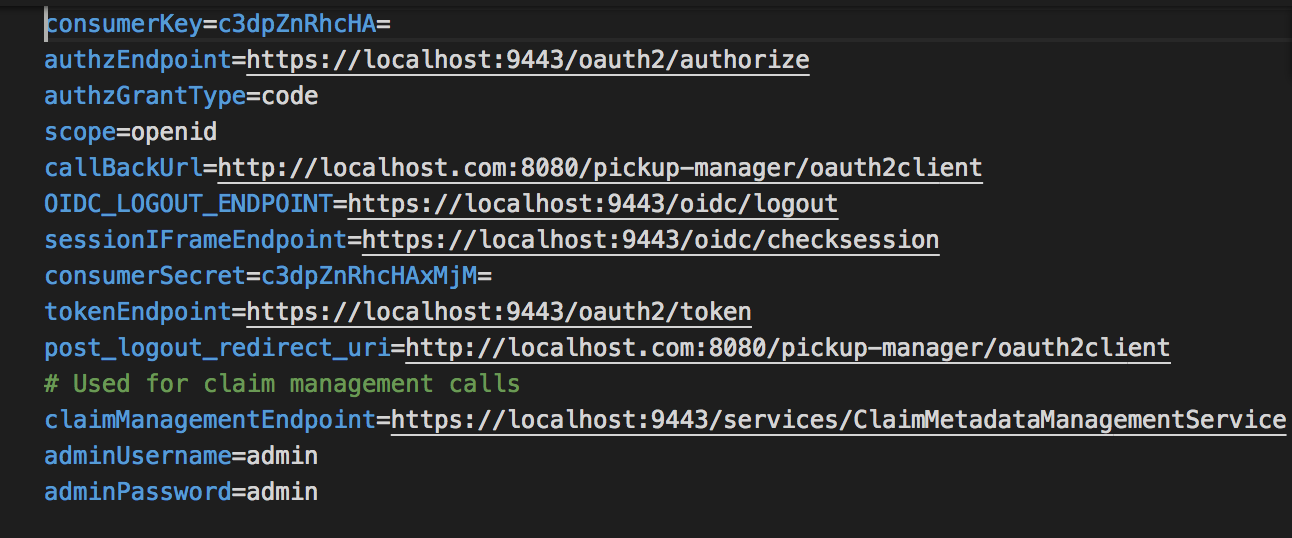 consumerKey=c3dpZnRhcHA=
authzEndpoint=https://localhost:9443/oauth2/authorize
authzGrantType=code
scope=openid
callBackUrl=http://localhost.com:8080/pickup-manager/oauth2client
OIDC_LOGOUT_ENDPOINT=https://localhost:9443/oidc/logout
sessionIFrameEndpoint=https://localhost:9443/oidc/checksession
consumerSecret=c3dpZnRhcHAxMjM=
tokenEndpoint=https://localhost:9443/oauth2/token
post_logout_redirect_uri=http://localhost.com:8080/pickup-manager/oauth2client
# Used for claim management calls
claimManagementEndpoint=https://localhost:9443/services/ClaimMetadataManagementService
adminUsername=admin
adminPassword=admin